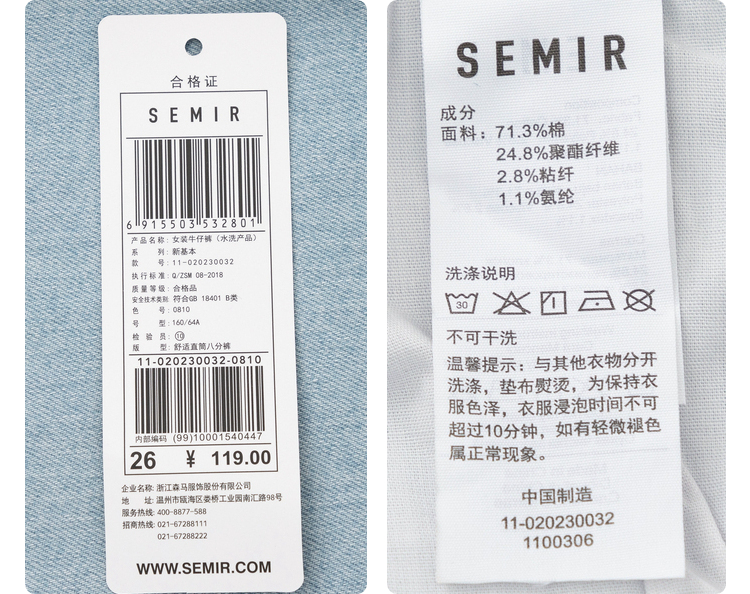 合格证
SEMIR
6 915503 532801
产品名称: 女装牛仔裤（水洗产品）
系 列: 新基本
款 号: 11-020230032
执行标准: Q/ZSM 08-2018
质量等级: 合格品
安全技术类别: 符合GB 18401 B类
色 号: 0810
号 型: 160/64A
检 验 员: 10
版 型: 舒适直筒八分裤
11-020230032-0810
内部编码 (99)10001540447
26 ¥ 119.00
企业名称: 浙江森马服饰股份有限公司
地 址: 温州市瓯海区娄桥工业园南汇路98号
服务热线: 400-8877-588
招商热线: 021-67288111
021-67288222
WWW.SEMIR.COM
SEMIR
成分
面料: 71.3%棉
24.8%聚酯纤维
2.8%粘纤
1.1%氨纶
洗涤说明
30
不可干洗
温馨提示: 与其他衣物分开
洗涤，垫布熨烫，为保持衣
服色泽，衣服浸泡时间不可
超过10分钟，如有轻微褪色
属正常现象。
中国制造
11-020230032
1100306